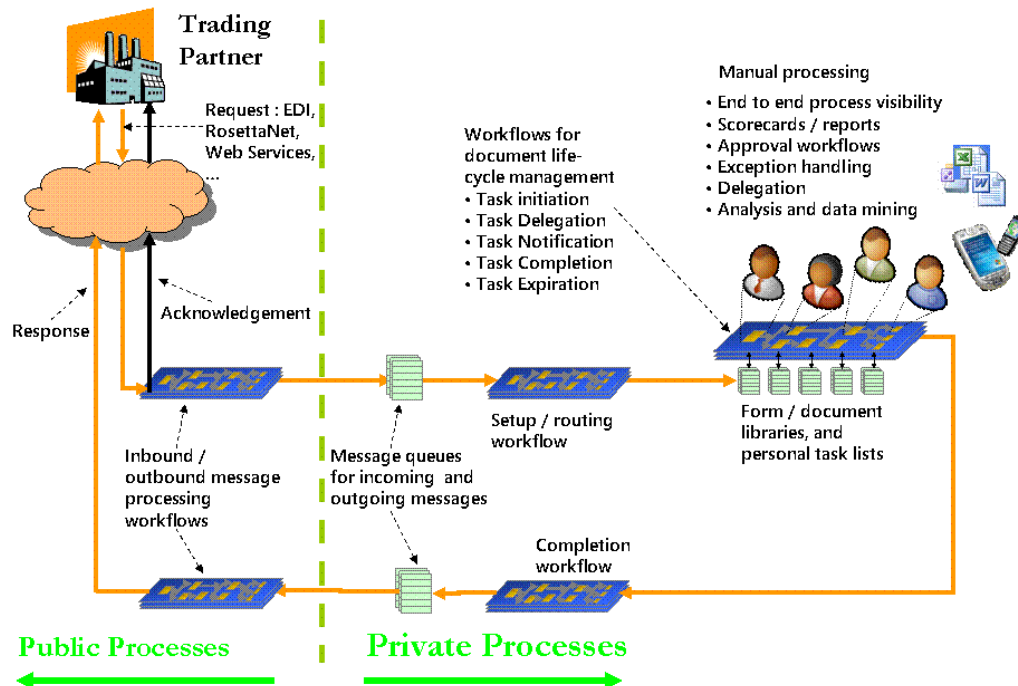 Trading
Partner
Request : EDI,
RosettaNet,
Web Services,
...
Response
Acknowledgement
Inbound /
outbound message
processing
workflows
Message queues
for incoming and
outgoing messages
Workflows for
document life-
cycle management
• Task initiation
• Task Delegation
• Task Notification
• Task Completion
• Task Expiration
Setup / routing
workflow
Manual processing
• End to end process visibility
• Scorecards / reports
• Approval workflows
• Exception handling
• Delegation
• Analysis and data mining
Form / document
libraries, and
personal task lists
Completion
workflow
Public Processes
Private Processes